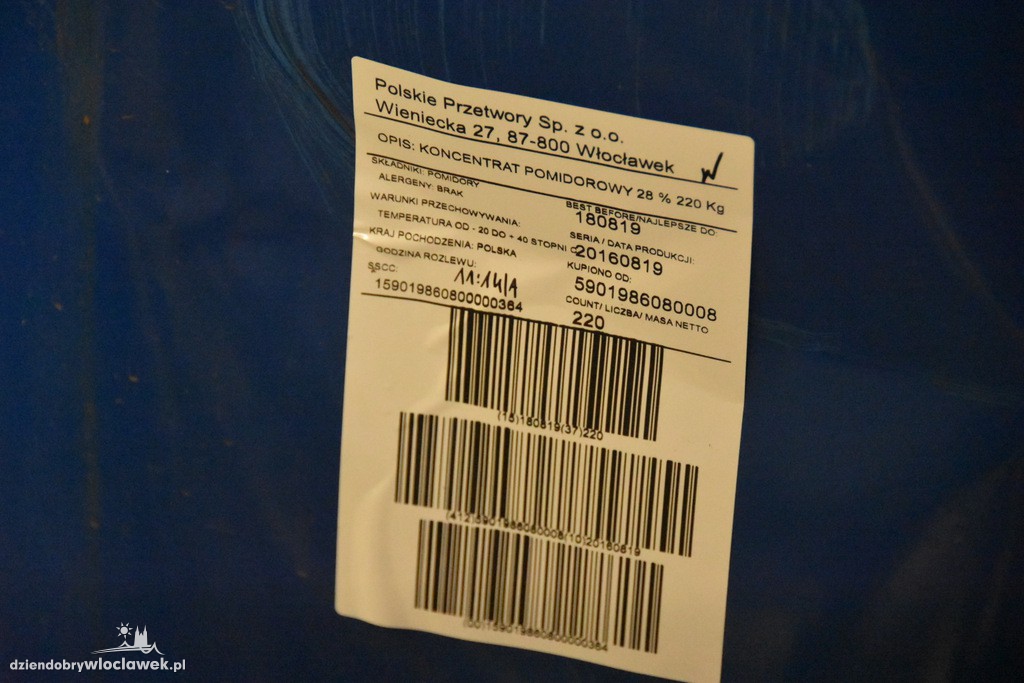 Polskie Przetwory Sp. z o.o.
Wieniecka 27, 87-800 Włocławek
OPIS: KONCENTRAT POMIDOROWY 28 % 220 Kg
SKŁADNIKI: POMIDORY
ALERGENY: BRAK
WARUNKI PRZECHOWYWANIA:
TEMPERATURA OD - 20 DO + 40 STOPNI C
KRAJ POCHODZENIA: POLSKA
GODZINA ROZLEWU:
11:14/A
SSCC:
159019860800000364
BEST BEFORE/NAJLEPSZE DO:
180819
SERIA / DATA PRODUKCJI:
20160819
KUPIONO OD:
5901986080008
COUNT/ LICZBA/ MASA NETTO
220
(15)180819(37)220
(412)5901986080008(10)20160819
(00)159019860800000364
dziendobrywloclawek.pl